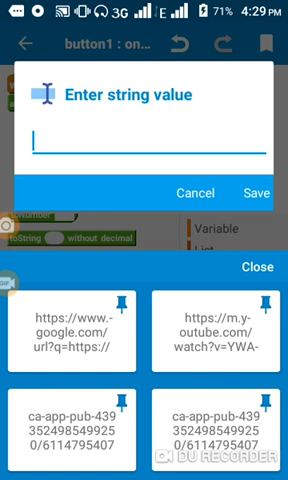 3G
71%
4:29 PM
button1 : on...
Enter string value
Cancel
Save
toNumber
toString
without decimal
Variable
List
GIF
Close
https://www.-
google.com/
url?q=https://
https://m.y-
outube.com/
watch?v=YWA-
ca-app-pub-439
352498549925
0/6114795407
ca-app-pub-439
352498549925
0/6114795407
DU RECORDER